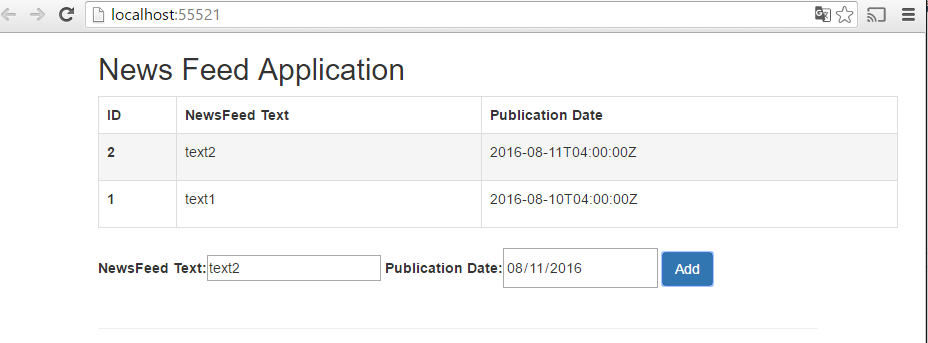 localhost:55521
News Feed Application
ID NewsFeed Text Publication Date
2 text2 2016-08-11T04:00:00Z
1 text1 2016-08-10T04:00:00Z
NewsFeed Text: text2 Publication Date: 08/11/2016 Add